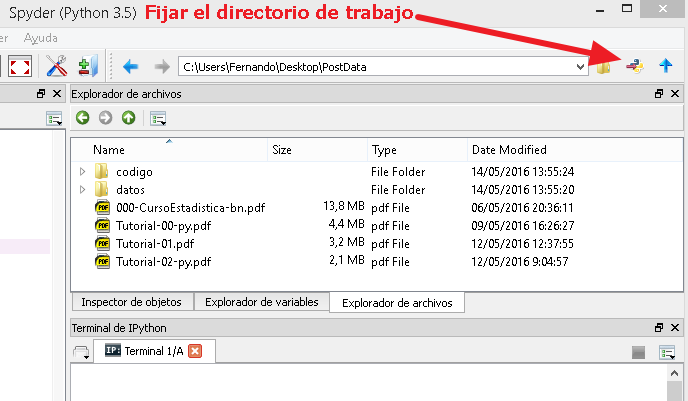 Spyder (Python 3.5) Fijar el directorio de trabajo
Ayuda
C:\Users\Fernando\Desktop\PostData
Explorador de archivos
Name Size Type Date Modified
codigo File Folder 14/05/2016 13:55:24
datos File Folder 14/05/2016 13:55:20
000-CursoEstadistica-bn.pdf 13,8 MB pdf File 06/05/2016 20:36:11
Tutorial-00-py.pdf 4,4 MB pdf File 09/05/2016 16:26:27
Tutorial-01.pdf 3,2 MB pdf File 12/05/2016 12:37:55
Tutorial-02-py.pdf 2,1 MB pdf File 12/05/2016 9:04:57
Inspector de objetos Explorador de variables Explorador de archivos
Terminal de IPython
IP: Terminal 1/A